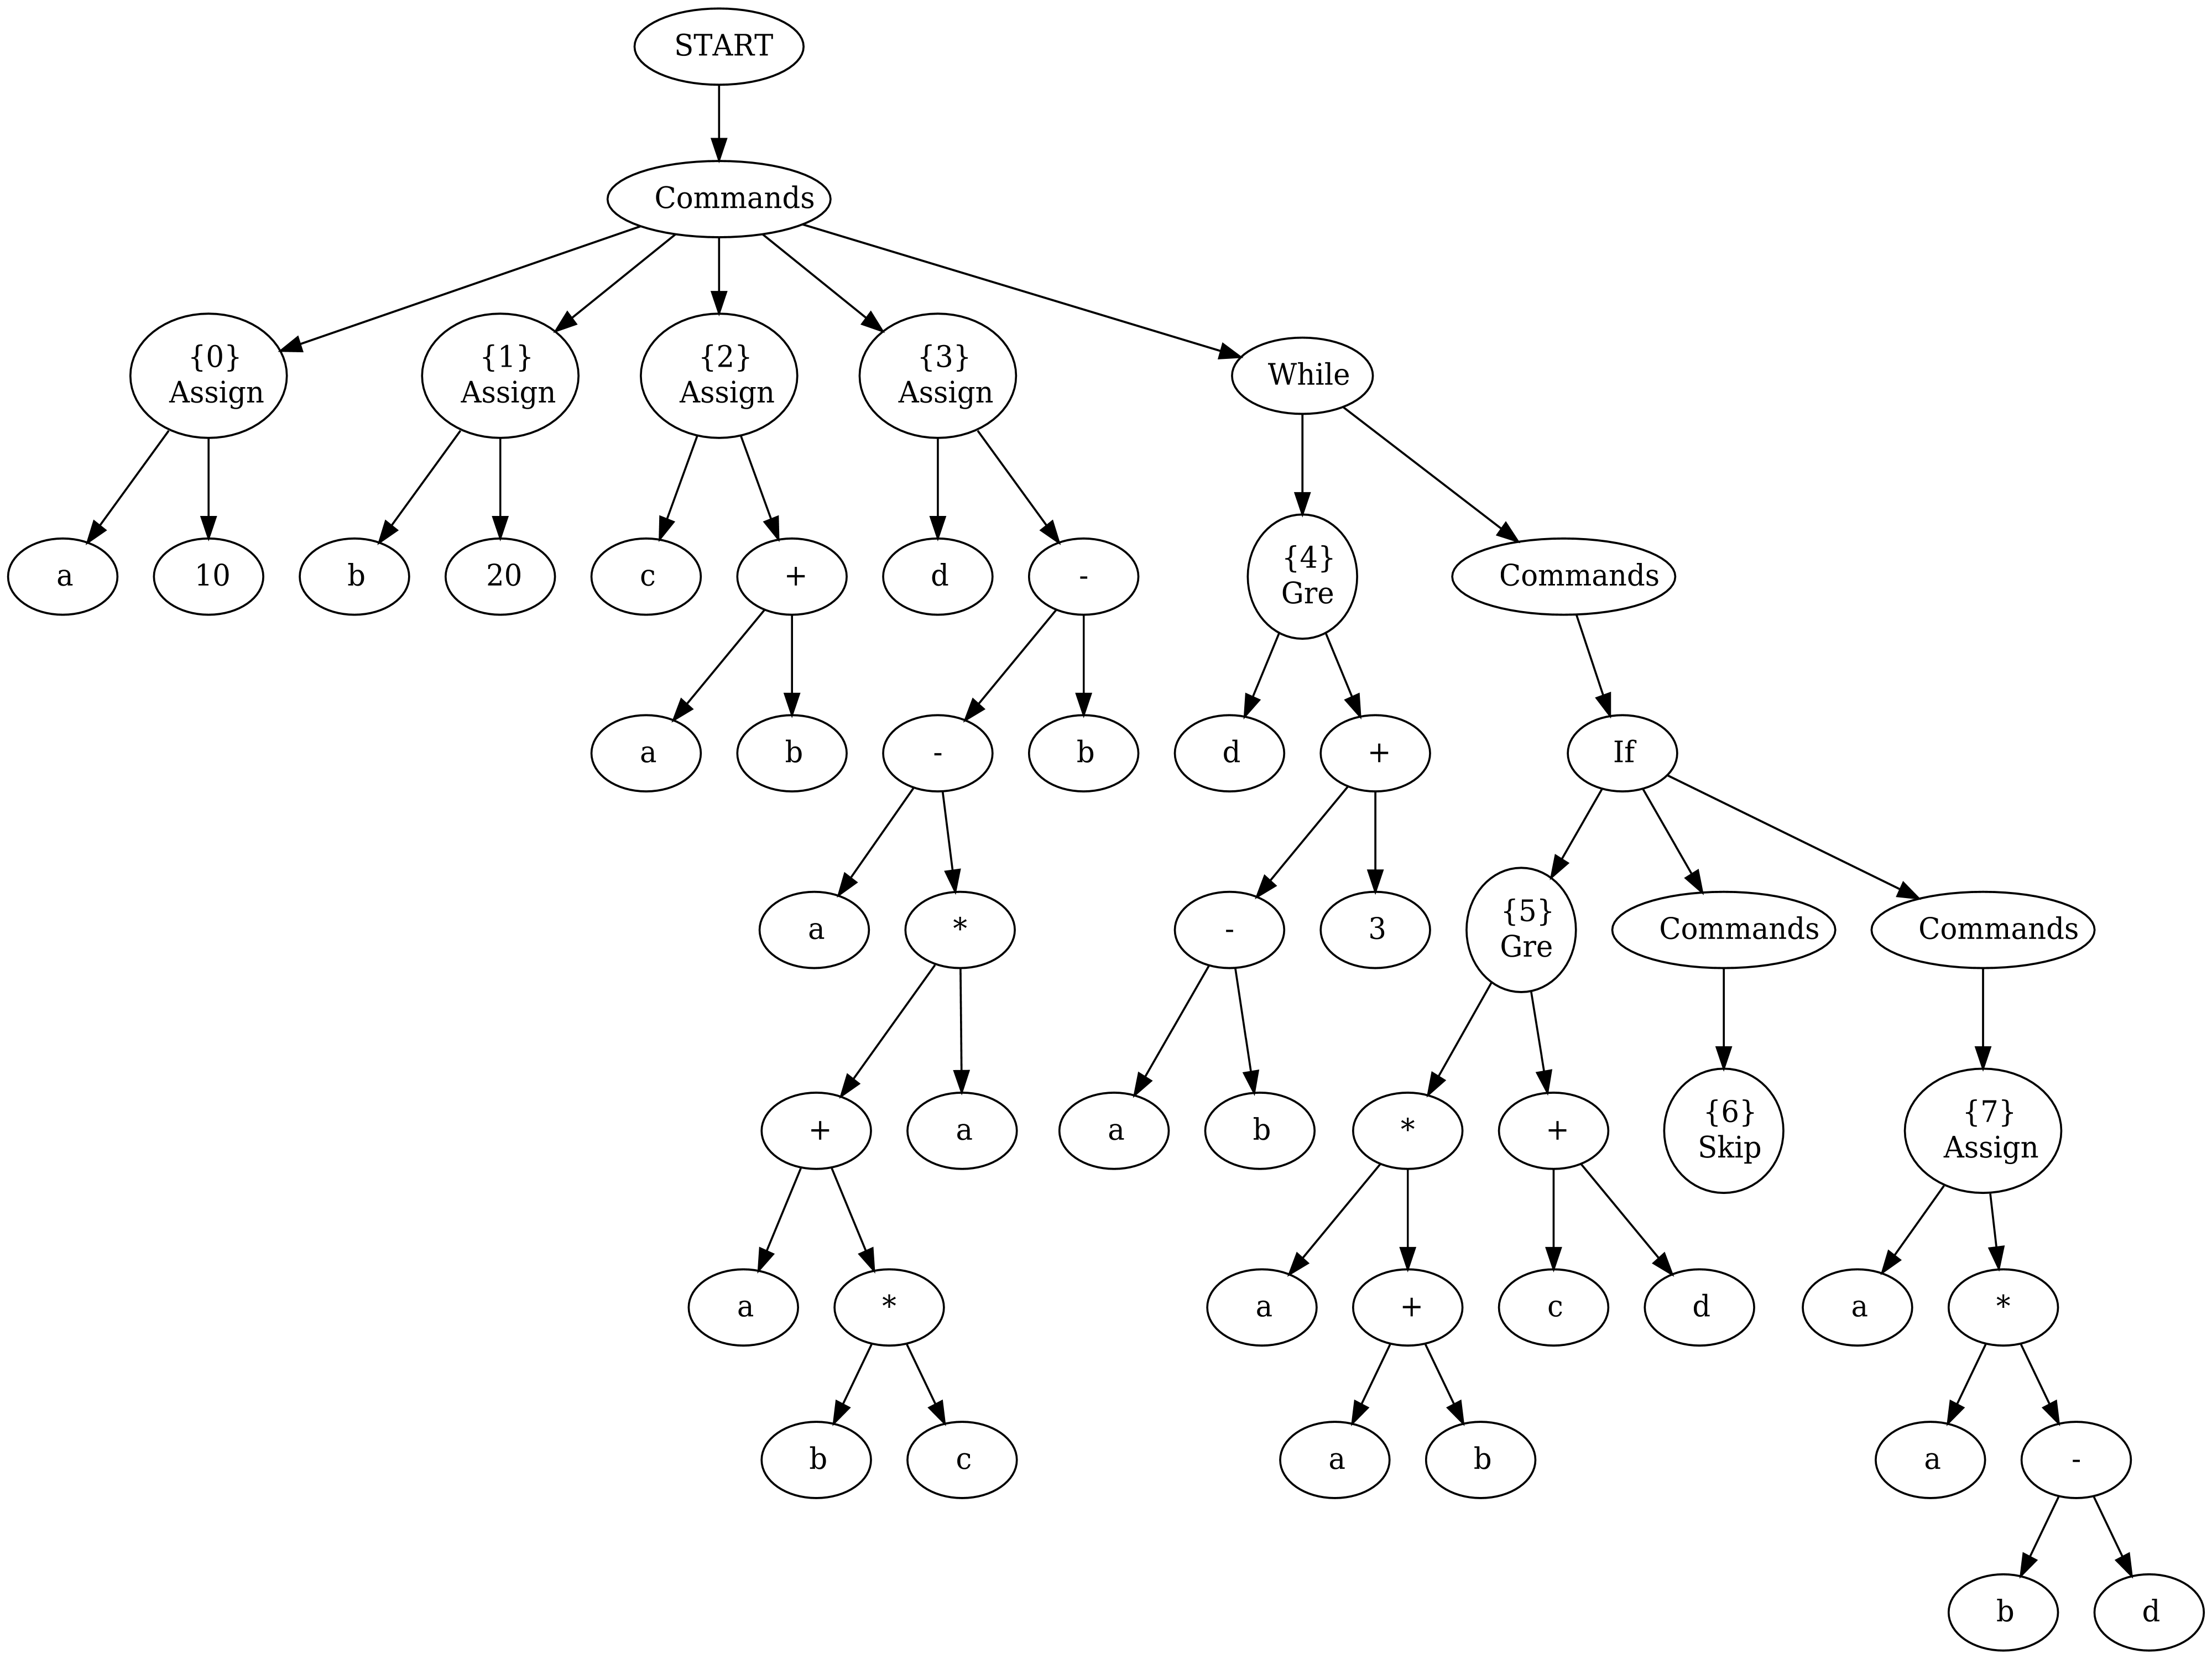 START
Commands
{0}
Assign
{1}
Assign
{2}
Assign
{3}
Assign
While
a
10
b
20
c
+
d
-
{4}
Gre
Commands
a
b
-
b
d
+
If
a
*
-
3
{5}
Gre
Commands
Commands
+
a
a
b
*
+
{6}
Skip
{7}
Assign
a
*
a
+
c
d
a
*
b
c
a
b
a
-
b
d